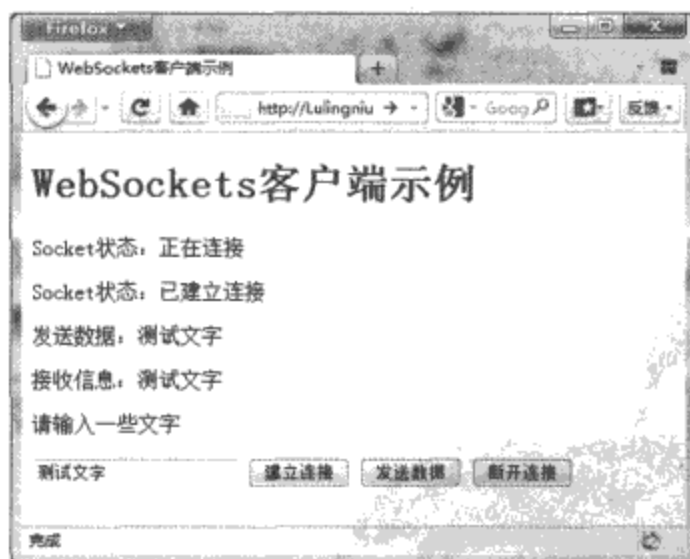 Firefox
WebSockets客户端示例
+
http://Lulingniu
Goog
反馈
WebSockets客户端示例
Socket状态：正在连接
Socket状态：已建立连接
发送数据：测试文字
接收信息：测试文字
请输入一些文字
测试文字 建立连接 发送数据 断开连接
完成